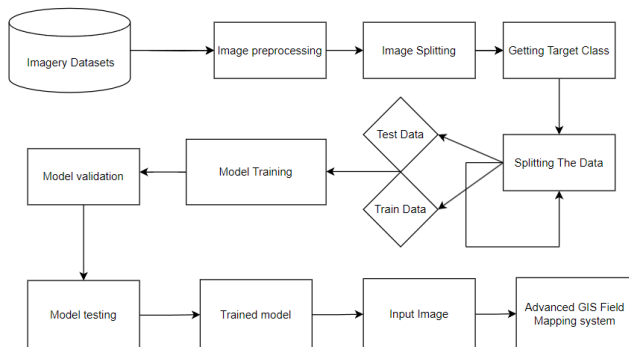 Imagery Datasets
Image preprocessing
Image Splitting
Getting Target Class
Test Data
Splitting The Data
Train Data
Model Training
Model validation
Model testing
Trained model
Input Image
Advanced GIS Field
Mapping system